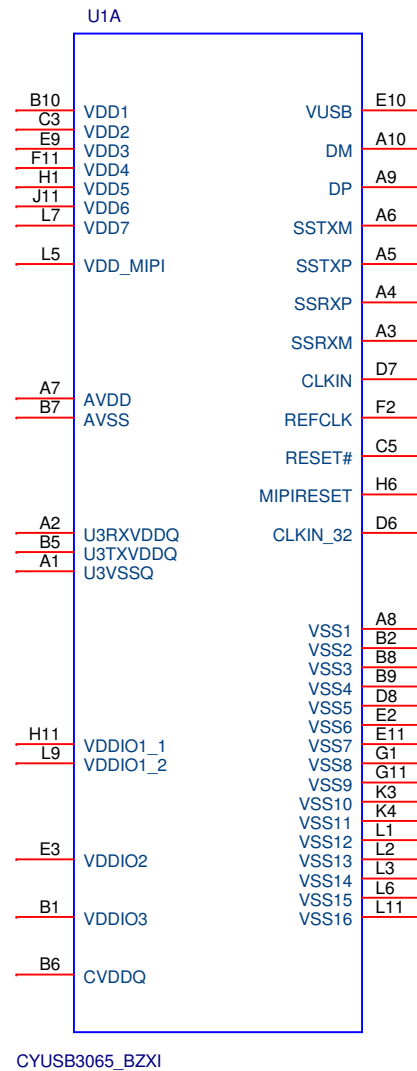 U1A
B10 VDD1 VUSB E10
C3 VDD2
E9 VDD3 DM A10
F11 VDD4
H1 VDD5 DP A9
J11 VDD6
L7 VDD7 SSTXM A6
L5 VDD_MIPI SSTXP A5
SSRXP A4
SSRXM A3
CLKIN D7
A7 AVDD
B7 AVSS REFCLK F2
RESET# C5
MIPIRESET H6
A2 U3RXVDDQ CLKIN_32 D6
B5 U3TXVDDQ
A1 U3VSSQ
VSS1 A8
VSS2 B2
VSS3 B8
VSS4 B9
VSS5 D8
VSS6 E2
H11 VDDIO1_1 VSS7 E11
L9 VDDIO1_2 VSS8 G1
VSS9 G11
VSS10 K3
VSS11 K4
VSS12 L1
E3 VDDIO2 VSS13 L2
VSS14 L3
VSS15 L6
B1 VDDIO3 VSS16 L11
B6 CVDDQ
CYUSB3065_BZXI